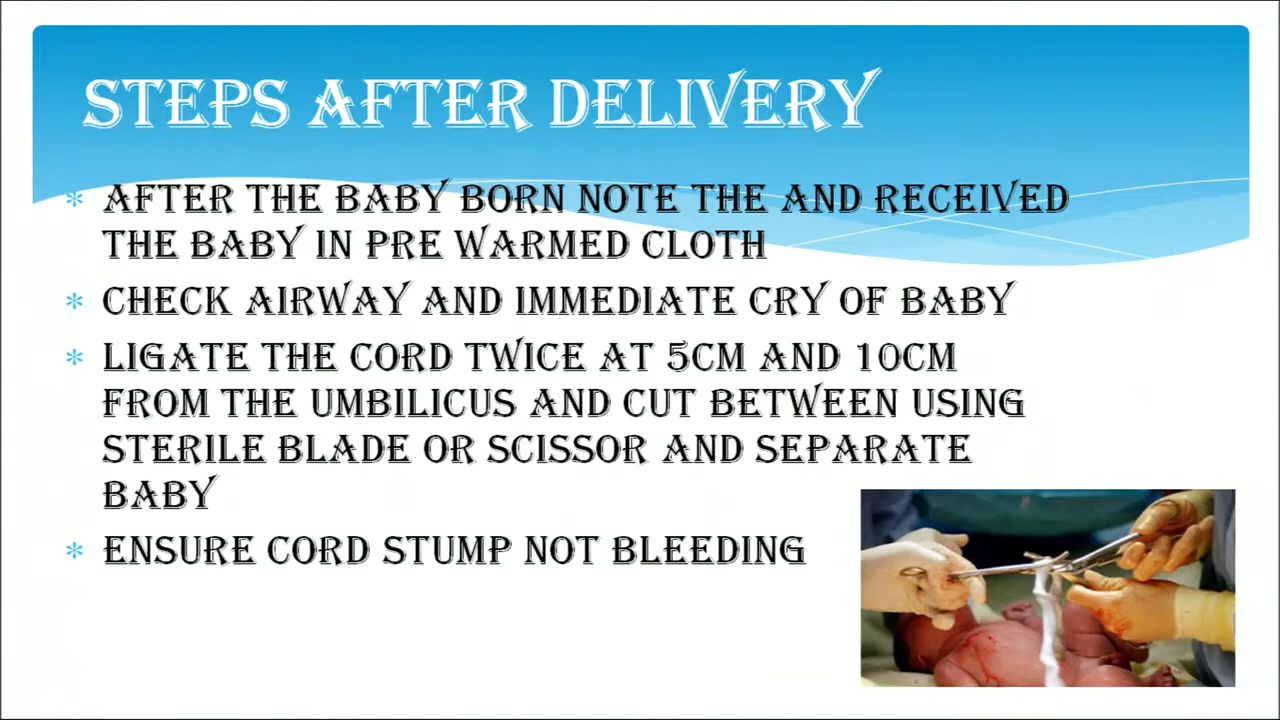 STEPS AFTER DELIVERY
* AFTER THE BABY BORN NOTE THE AND RECEIVED
THE BABY IN PRE WARMED CLOTH
* CHECK AIRWAY AND IMMEDIATE CRY OF BABY
* LIGATE THE CORD TWICE AT 5CM AND 10CM
FROM THE UMBILICUS AND CUT BETWEEN USING
STERILE BLADE OR SCISSOR AND SEPARATE
BABY
* ENSURE CORD STUMP NOT BLEEDING